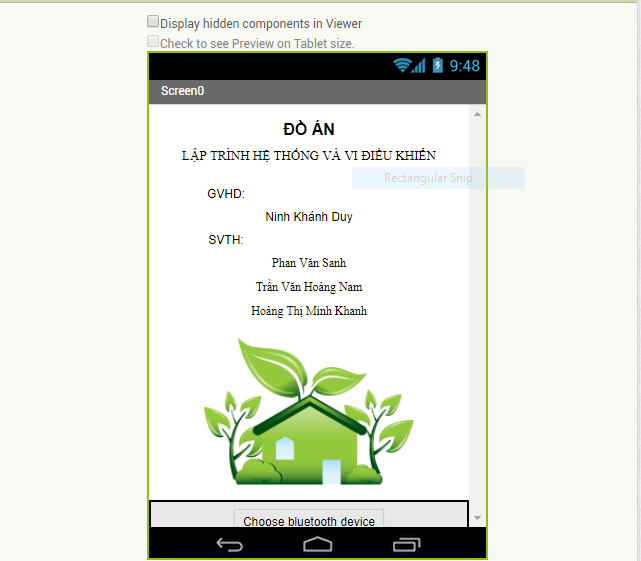 Display hidden components in Viewer
Check to see Preview on Tablet size.
9:48
Screen0
ĐỒ ÁN
LẬP TRÌNH HỆ THỐNG VÀ VI ĐIỀU KHIỂN
Rectangular Snip
GVHD:
Ninh Khánh Duy
SVTH:
Phan Văn Sanh
Trần Văn Hoảng Nam
Hoàng Thị Minh Khanh
Choose bluetooth device